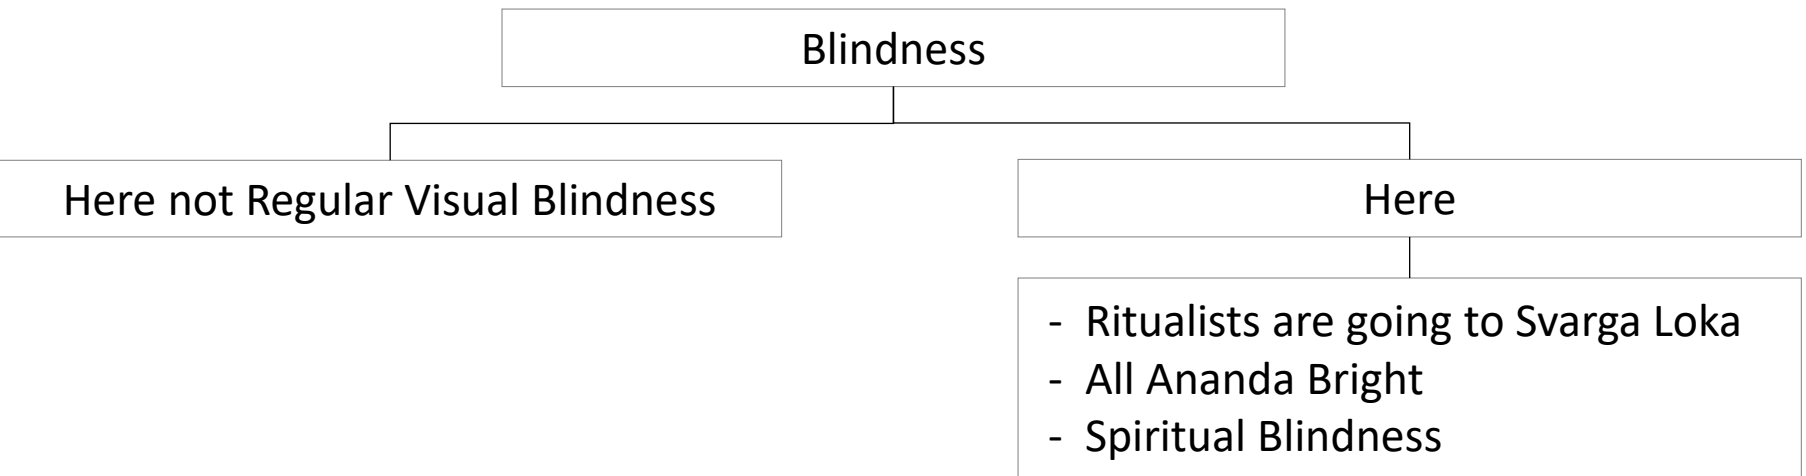 Blindness
Here not Regular Visual Blindness
Here
- Ritualists are going to Svarga Loka
- All Ananda Bright
- Spiritual Blindness